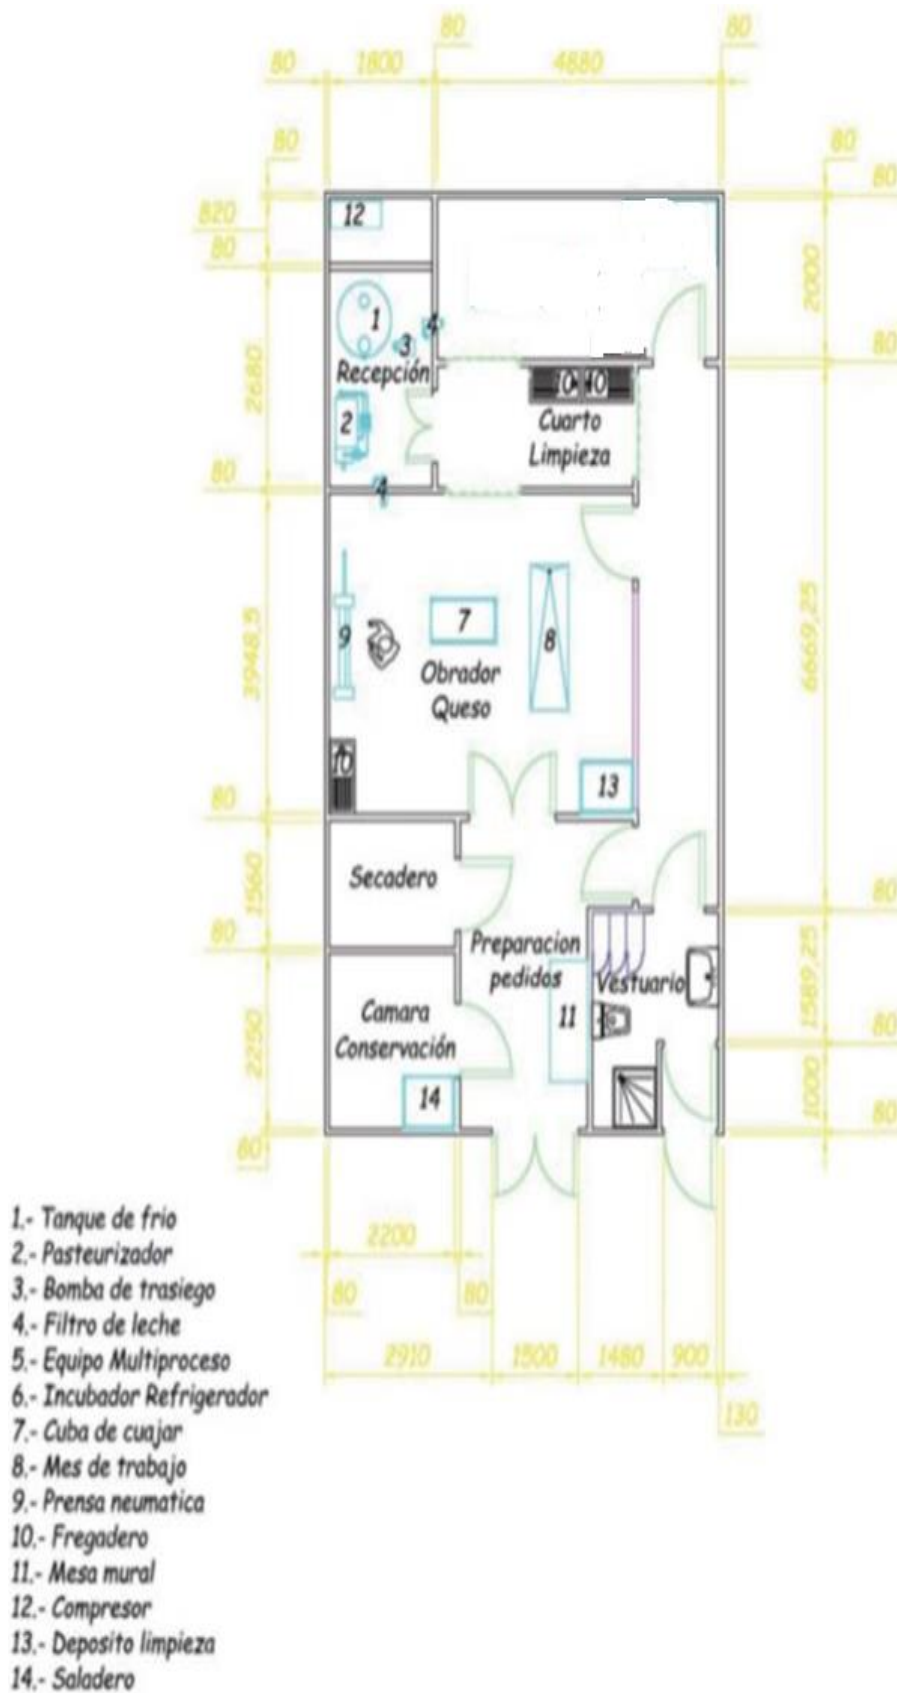 80
80
80
1800
4880
80
80
80
820
80
80
12
2000
1
4
3
80
Recepción
10
10
2680
2
Cuarto
Limpieza
80
4
7
9
8
3948,5
6669,25
Obrador
Queso
10
13
80
Secadero
1560
80
80
Preparacion
pedidos
Vestuario
1589,25
Camara
Conservación
11
80
2250
14
1000
80
80
2200
80
80
2910
1500
1480
900
130
1.- Tanque de frio
2.- Pasteurizador
3.- Bomba de trasiego
4.- Filtro de leche
5.- Equipo Multiproceso
6.- Incubador Refrigerador
7.- Cuba de cuajar
8.- Mes de trabajo
9.- Prensa neumatica
10.- Fregadero
11.- Mesa mural
12.- Compresor
13.- Deposito limpieza
14.- Saladero